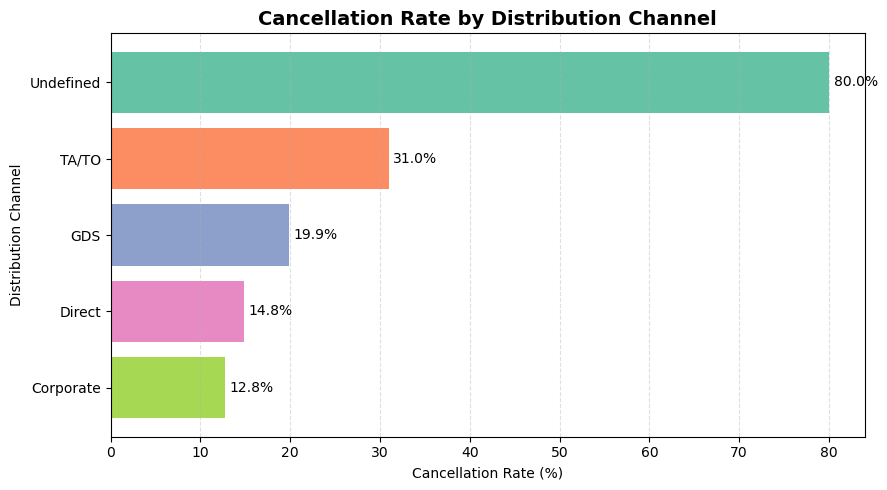 Cancellation Rate by Distribution Channel
Undefined
80.0%
TA/TO
31.0%
GDS
19.9%
Direct
14.8%
Corporate
12.8%
Distribution Channel
0 10 20 30 40 50 60 70 80
Cancellation Rate (%)